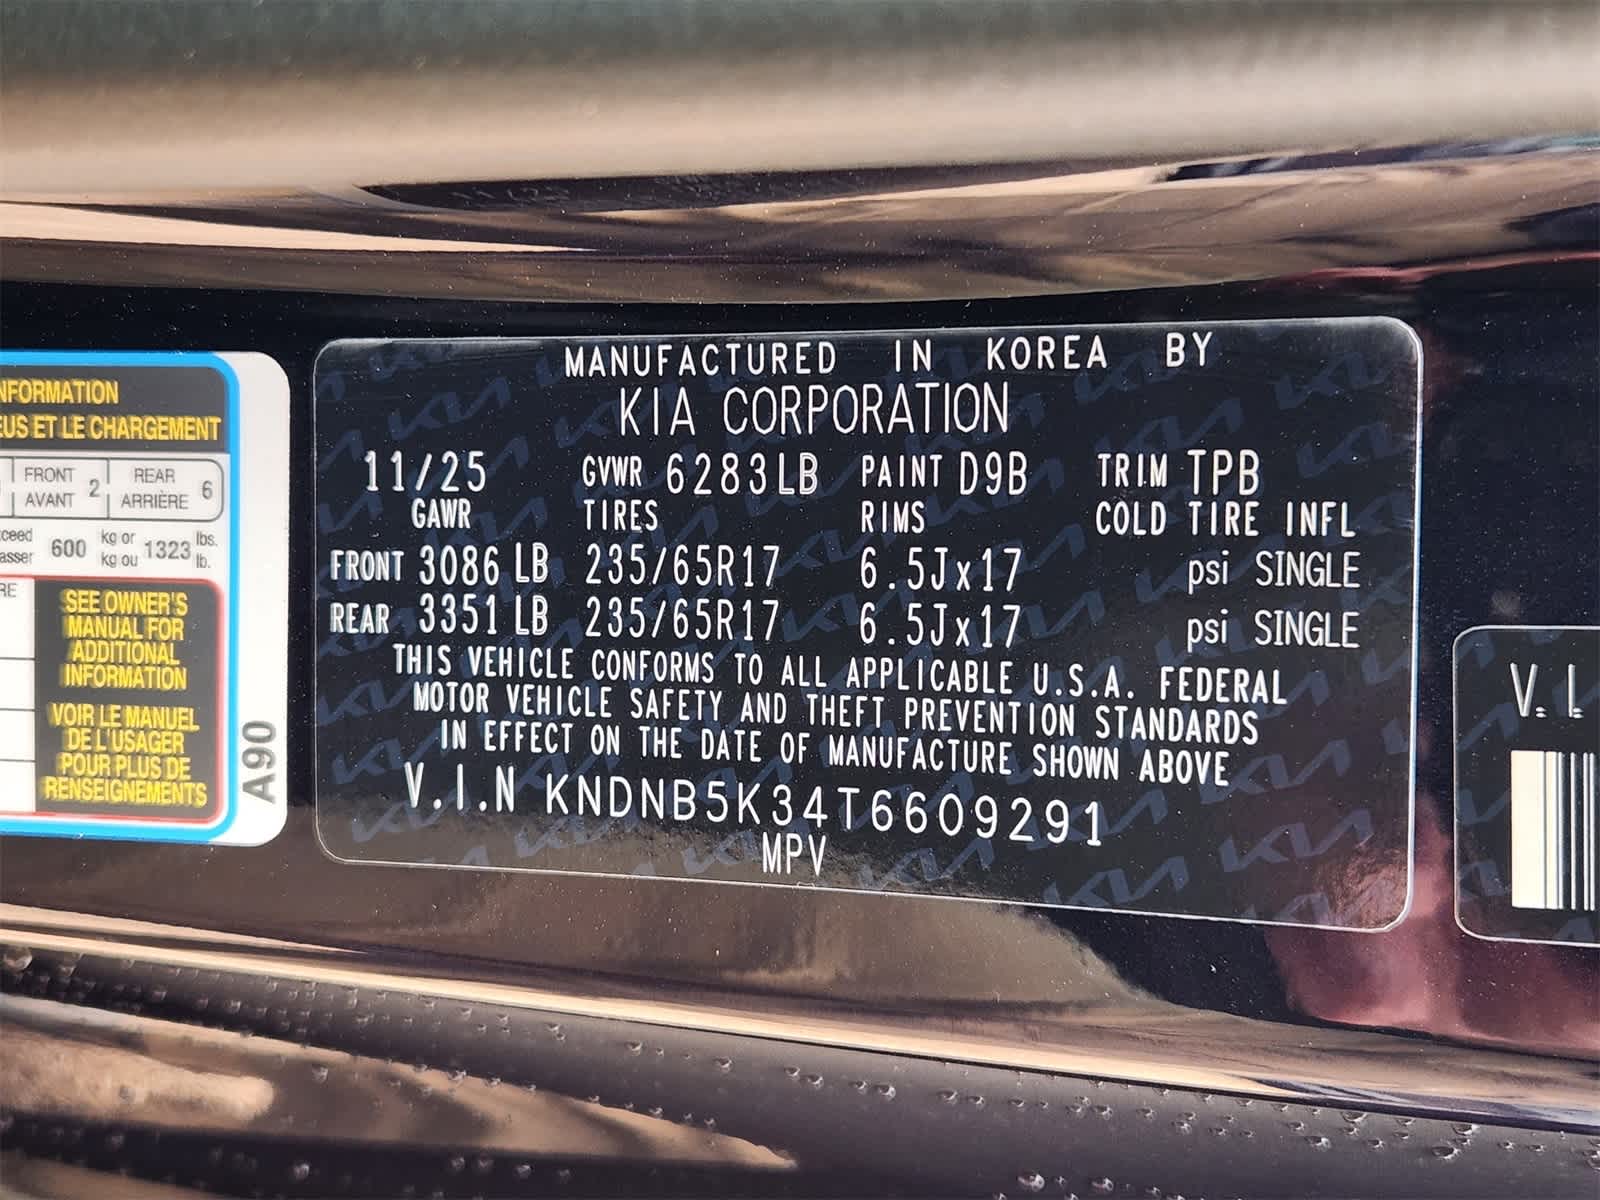 INFORMATION
EUS ET LE CHARGEMENT
FRONT 2 REAR 6
AVANT ARRIÈRE
600 kg or 1323 lbs.
kg ou lb.
SEE OWNER'S
MANUAL FOR
ADDITIONAL
INFORMATION
VOIR LE MANUEL
DE L'USAGER
POUR PLUS DE
RENSEIGNEMENTS
A90
MANUFACTURED IN KOREA BY
KIA CORPORATION
11/25 GVWR 6283LB PAINT D9B TRIM TPB
GAWR TIRES RIMS COLD TIRE INFL
FRONT 3086 LB 235/65R17 6.5Jx17 psi SINGLE
REAR 3351 LB 235/65R17 6.5Jx17 psi SINGLE
THIS VEHICLE CONFORMS TO ALL APPLICABLE U.S.A. FEDERAL
MOTOR VEHICLE SAFETY AND THEFT PREVENTION STANDARDS
IN EFFECT ON THE DATE OF MANUFACTURE SHOWN ABOVE
V.I.N KNDNB5K34T6609291
MPV
V.I.